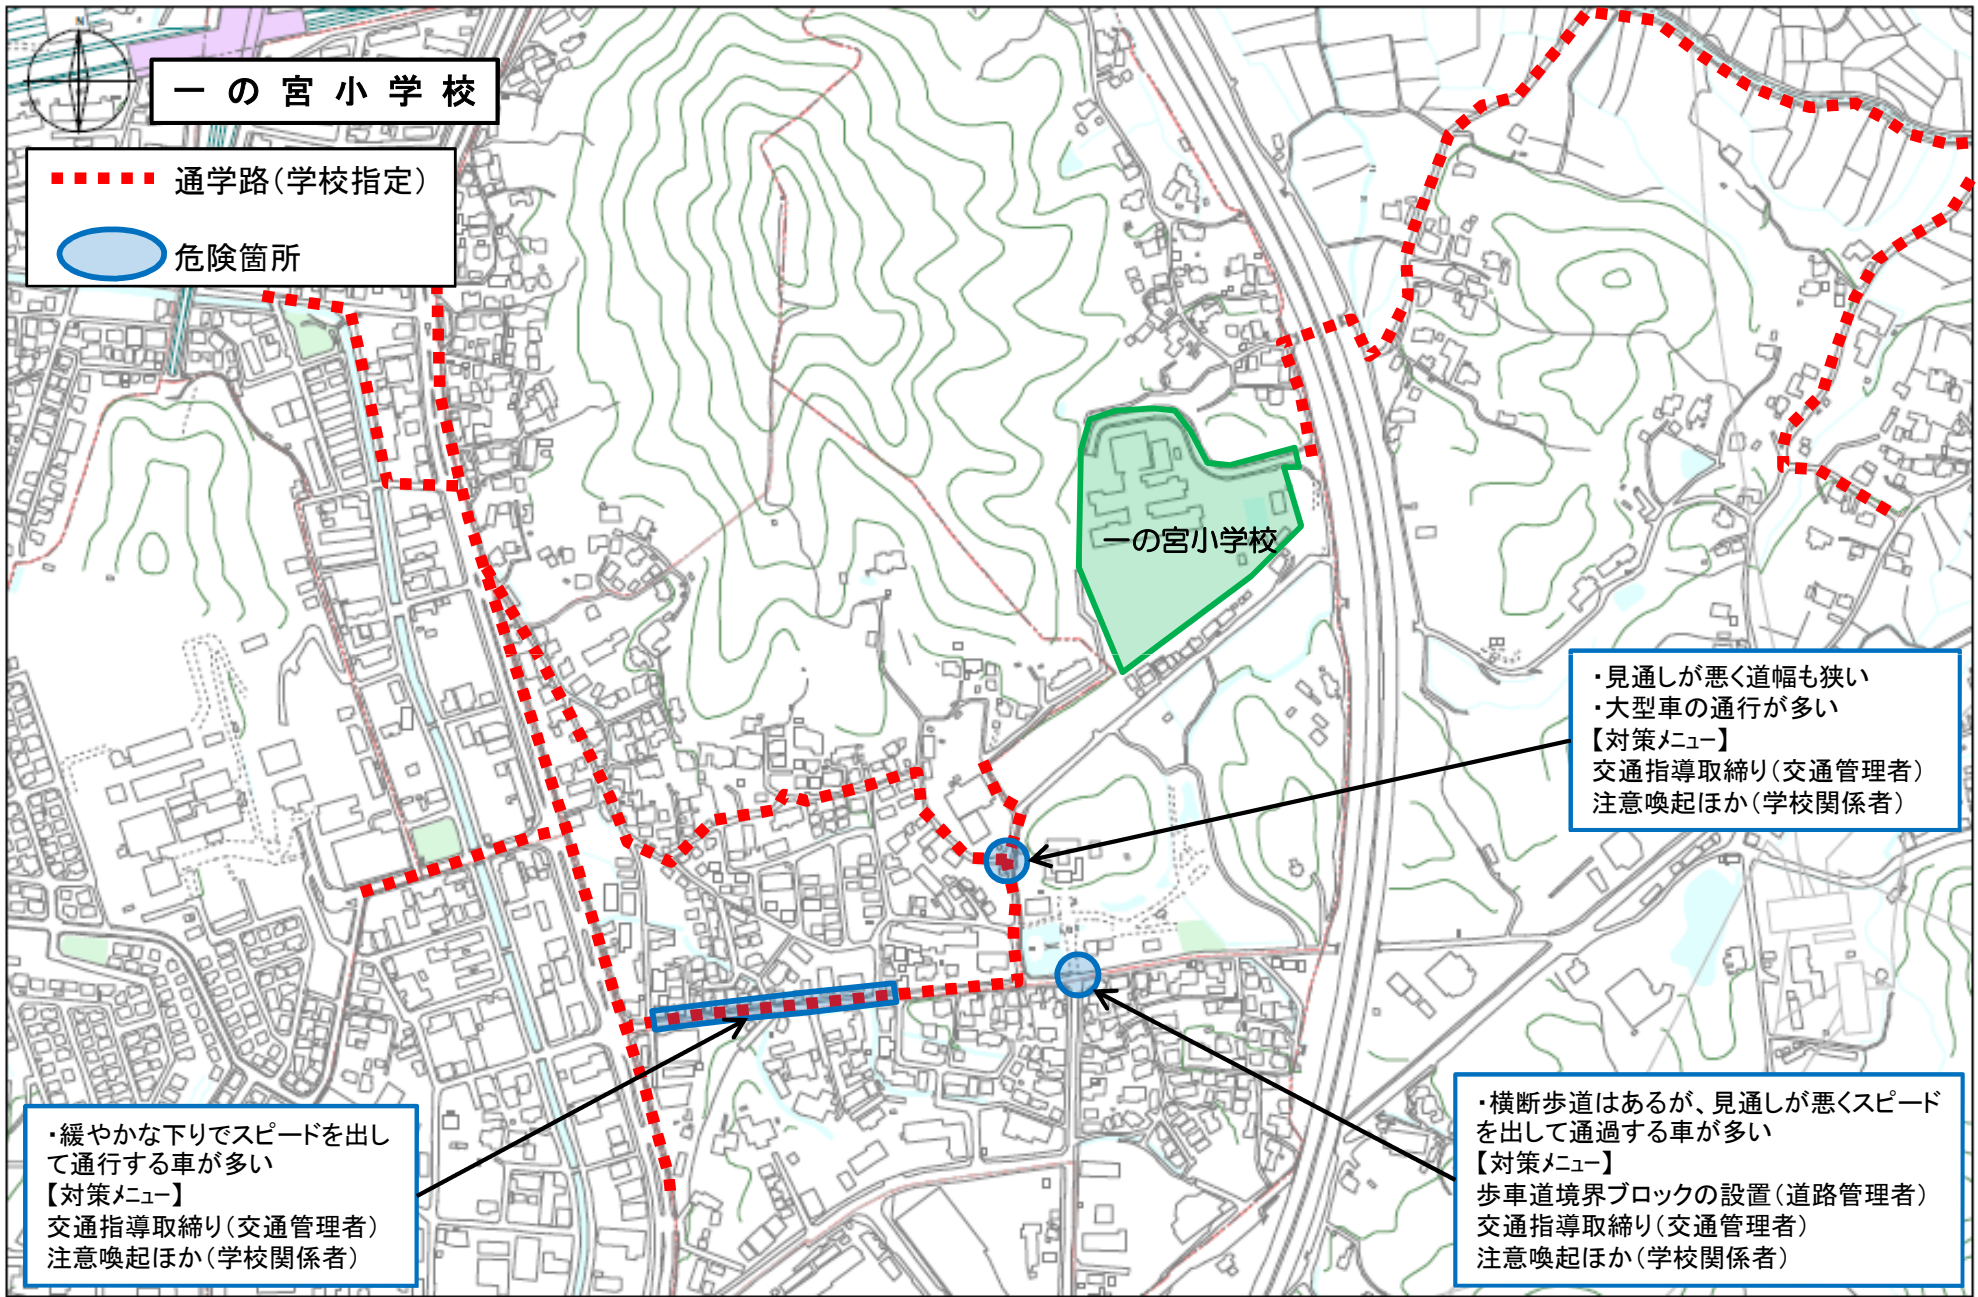 一の宮小学校
通学路(学校指定)
危険箇所
一の宮小学校
・見通しが悪く道幅も狭い
・大型車の通行が多い
【対策メニュー】
交通指導取締り(交通管理者)
注意喚起ほか(学校関係者)
・緩やかな下りでスピードを出し
て通行する車が多い
【対策メニュー】
交通指導取締り(交通管理者)
注意喚起ほか(学校関係者)
・横断歩道はあるが、見通しが悪くスピード
を出して通過する車が多い
【対策メニュー】
歩車道境界ブロックの設置(道路管理者)
交通指導取締り(交通管理者)
注意喚起ほか(学校関係者)